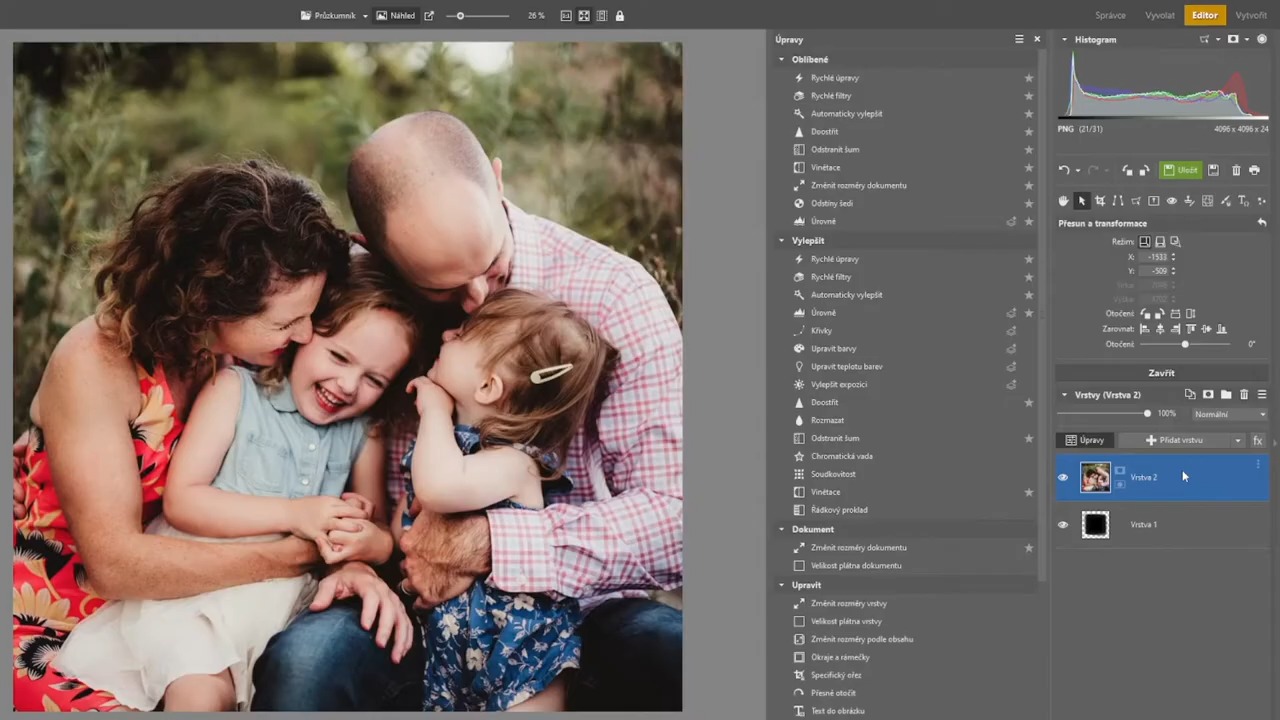 Průzkumník
Náhled
26 %
Správce
Vyvolat
Editor
Vytvořit
Úpravy
Oblíbené
Rychlé úpravy
Rychlé filtry
Automaticky vylepšit
Doostřit
Odstranit šum
Vinětace
Změnit rozměry dokumentu
Odstíny šedi
Úrovně
Vylepšit
Rychlé úpravy
Rychlé filtry
Automaticky vylepšit
Úrovně
Křivky
Upravit barvy
Upravit teplotu barev
Vylepšit expozici
Doostřit
Rozmazat
Odstranit šum
Chromatická vada
Soudkovitost
Vinětace
Řádkový proklad
Dokument
Změnit rozměry dokumentu
Velikost plátna dokumentu
Upravit
Změnit rozměry vrstvy
Velikost plátna vrstvy
Změnit rozměry podle obsahu
Okraje a rámečky
Specifický ořez
Přesné otočit
Text do obrázku
Histogram
PNG (21/31)
4096 x 4096 x 24
Uložit
Přesun a transformace
Režim:
X: -1533
Y: -509
Otočení:
Zarovnat:
Otočení: 0°
Zavřít
Vrstvy (Vrstva 2)
100%
Normální
Úpravy
Přidat vrstvu
fx
Vrstva 2
Vrstva 1